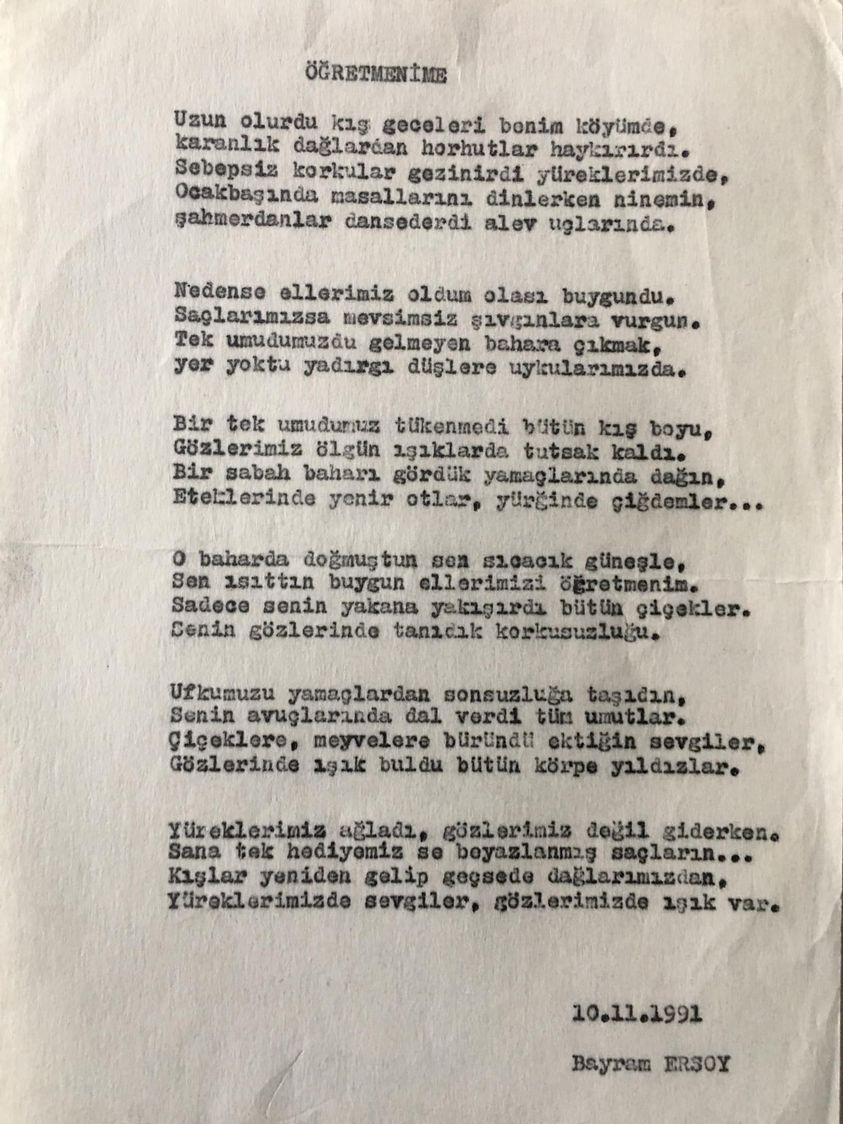 ÖĞRETMENİME
Uzun olurdu kış geceleri benim köyümde,
karanlık dağlardan horhutlar haykırırdı.
Sebepsiz korkular gezinirdi yüreklerimizde,
Ocakbaşında masallarını dinlerken ninemin,
şahmerdanlar dansederdi alev uçlarında.
Nedense ellerimiz oldum olası buygundu.
Saçlarımızsa mevsimsiz şıvgınlara vurgun.
Tek umudumuzdu gelmeyen bahara çıkmak,
yer yoktu yadırgı düşlere uykularımızda.
Bir tek umudumuz tükenmedi bütün kış boyu,
Gözlerimiz ölgün ışıklarda tutsak kaldı.
Bir sabah baharı gördük yamaçlarında dağın,
Eteklerinde yenir otlar, yürğinde çiğdemler...
O baharda doğmuştun sen sıcacık güneşle,
Sen ısıttın buygun ellerimizi öğretmenim.
Sadece senin yakana yakışırdı bütün çiçekler.
Senin gözlerinde tanıdık korkusuzluğu.
Ufkumuzu yamaçlardan sonsuzluğa taşıdın,
Senin avuçlarında dal verdi tüm umutlar.
Çiçeklere, meyvelere büründü ektiğin sevgiler,
Gözlerinde ışık buldu bütün körpe yıldızlar.
Yüreklerimiz ağladı, gözlerimiz değil giderken.
Sana tek hediyemiz se beyazlanmış saçların...
Kışlar yeniden gelip geçsede dağlarımızdan,
Yüreklerimizde sevgiler, gözlerimizde ışık var.
10.11.1991
Bayram ERSOY